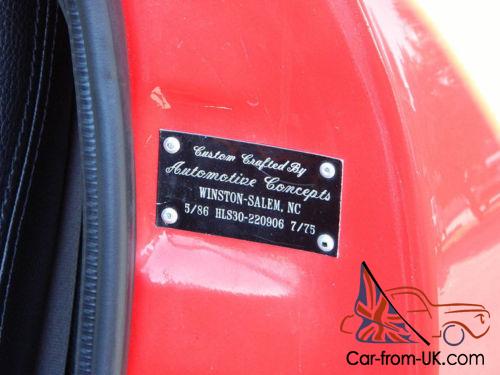 Custom Crafted By
Automotive Concepts
WINSTON-SALEM, NC
5/86 HLS30-220906 7/75
Car-from-UK.com